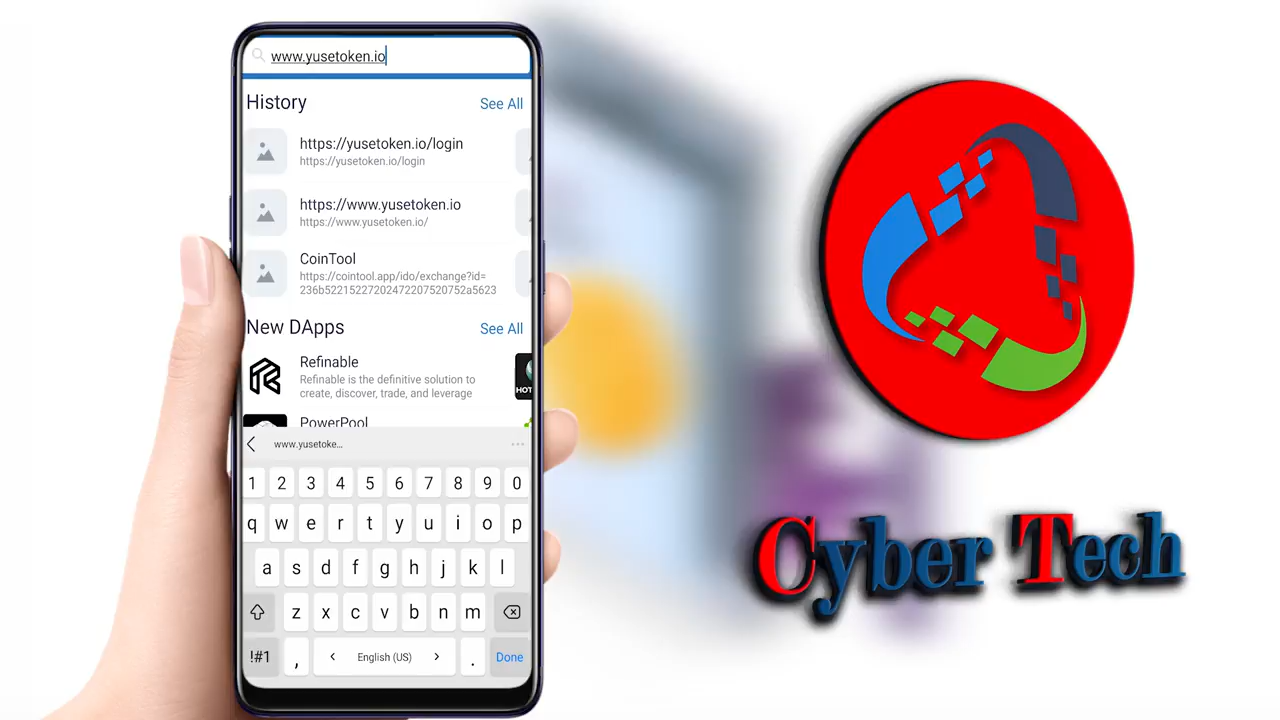 www.yusetoken.io
History
See All
https://yusetoken.io/login
https://yusetoken.io/login
https://www.yusetoken.io
https://www.yusetoken.io/
CoinTool
https://cointool.app/ido/exchange?id=
236b52215227202472207520752a5623
New DApps
See All
Refinable
Refinable is the definitive solution to
create, discover, trade, and leverage
HOT
PowerPool
www.yusetoke...
1 2 3 4 5 6 7 8 9 0
q w e r t y u i o p
a s d f g h j k l
z x c v b n m
!#1 , < English (US) > . Done
Cyber Tech